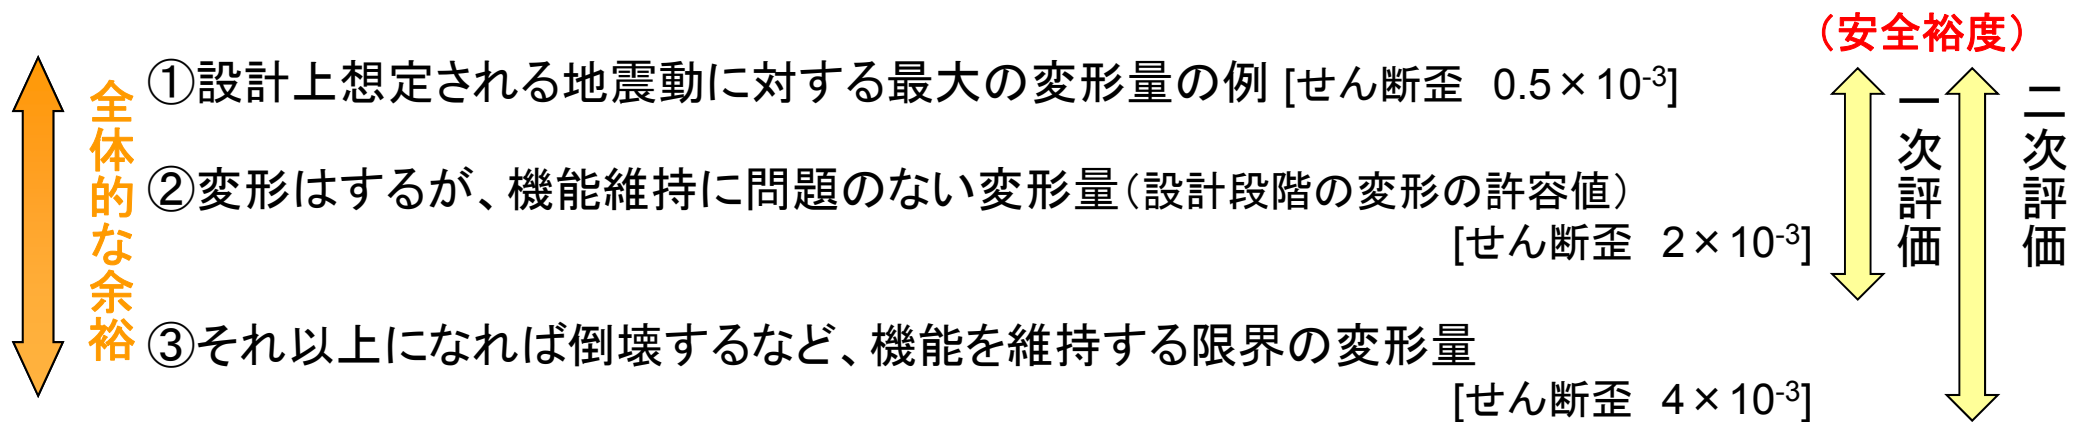 (安全裕度)
全体的な余裕
①設計上想定される地震動に対する最大の変形量の例 [せん断歪 0.5×10-3]
②変形はするが、機能維持に問題のない変形量(設計段階の変形の許容値)
[せん断歪 2×10-3]
③それ以上になれば倒壊するなど、機能を維持する限界の変形量
[せん断歪 4×10-3]
一次評価
二次評価